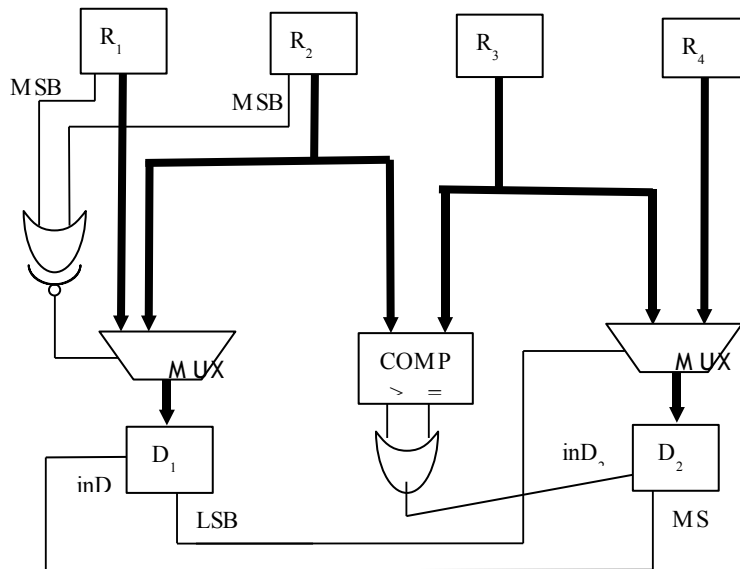 R1
R2
R3
R4
MSB
MSB
MUX
COMP
> =
MUX
D1
inD
inD2
D2
LSB
MS